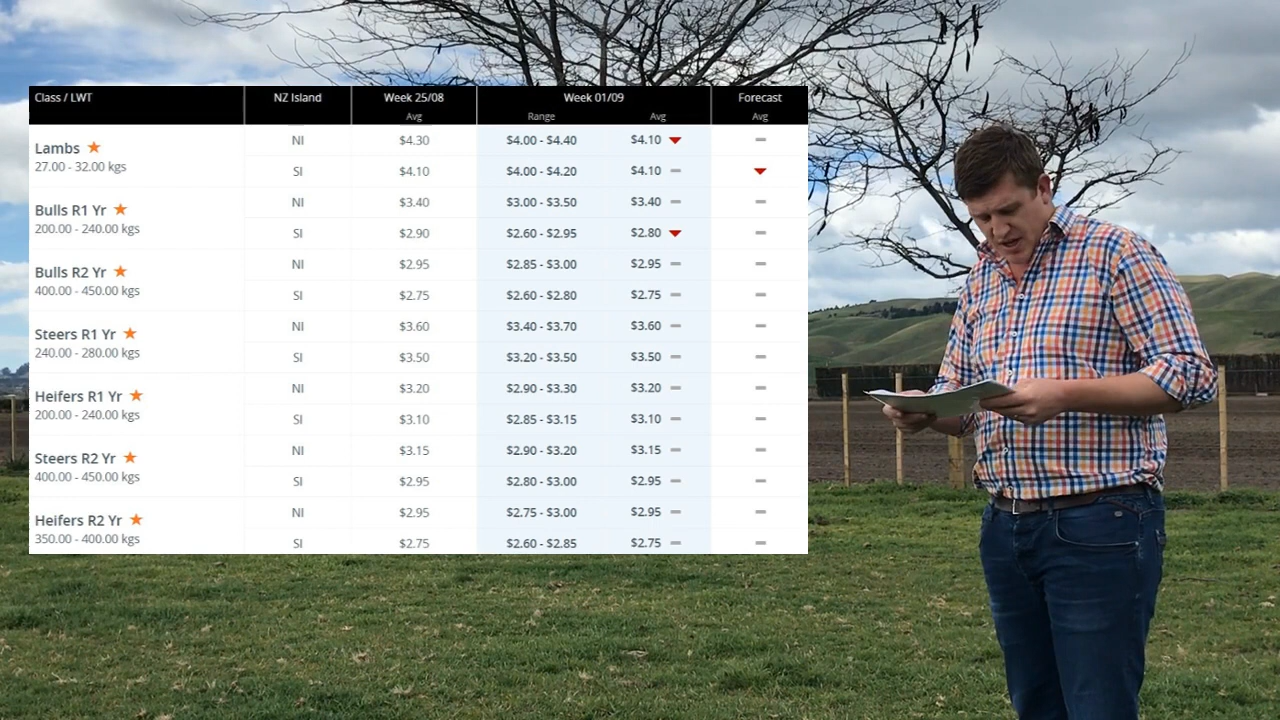 Class / LWT NZ Island Week 25/08 Week 01/09 Forecast
Avg Range Avg Avg
Lambs
27.00 - 32.00 kgs
NI $4.30 $4.00 - $4.40 $4.10
SI $4.10 $4.00 - $4.20 $4.10
Bulls R1 Yr
200.00 - 240.00 kgs
NI $3.40 $3.00 - $3.50 $3.40
SI $2.90 $2.60 - $2.95 $2.80
Bulls R2 Yr
400.00 - 450.00 kgs
NI $2.95 $2.85 - $3.00 $2.95
SI $2.75 $2.60 - $2.80 $2.75
Steers R1 Yr
240.00 - 280.00 kgs
NI $3.60 $3.40 - $3.70 $3.60
SI $3.50 $3.20 - $3.50 $3.50
Heifers R1 Yr
200.00 - 240.00 kgs
NI $3.20 $2.90 - $3.30 $3.20
SI $3.10 $2.85 - $3.15 $3.10
Steers R2 Yr
400.00 - 450.00 kgs
NI $3.15 $2.90 - $3.20 $3.15
SI $2.95 $2.80 - $3.00 $2.95
Heifers R2 Yr
350.00 - 400.00 kgs
NI $2.95 $2.75 - $3.00 $2.95
SI $2.75 $2.60 - $2.85 $2.75